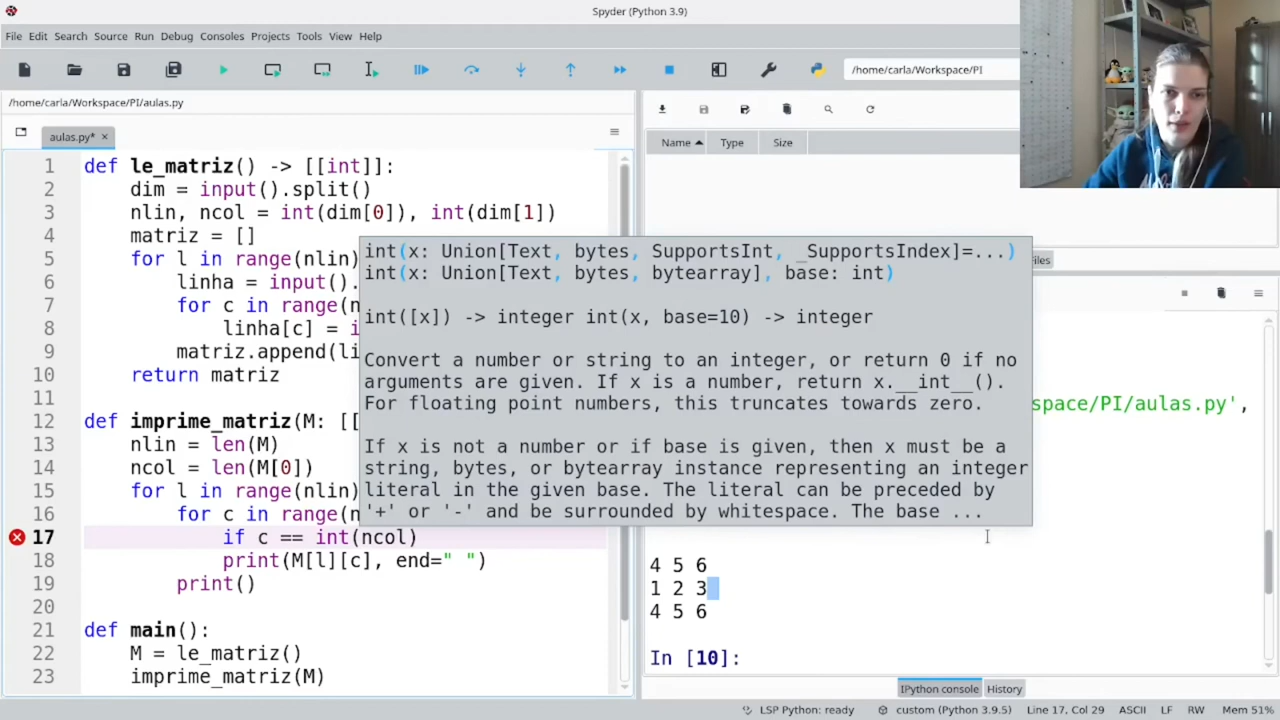 Spyder (Python 3.9)
File Edit Search Source Run Debug Consoles Projects Tools View Help
/home/carla/Workspace/PI
/home/carla/Workspace/PI/aulas.py
aulas.py* ×
Name Type Size
1 def le_matriz() -> [[int]]:
2 dim = input().split()
3 nlin, ncol = int(dim[0]), int(dim[1])
4 matriz = []
5 for l in range(nlin)
6 linha = input().
7 for c in range(n
8 linha[c] = i
9 matriz.append(li
10 return matriz
11
12 def imprime_matriz(M: [[
13 nlin = len(M)
14 ncol = len(M[0])
15 for l in range(nlin)
16 for c in range(n
17 if c == int(ncol)
18 print(M[l][c], end=" ")
19 print()
20
21 def main():
22 M = le_matriz()
23 imprime_matriz(M)
int(x: Union[Text, bytes, SupportsInt, _SupportsIndex]=...)
int(x: Union[Text, bytes, bytearray], base: int)
int([x]) -> integer int(x, base=10) -> integer
Convert a number or string to an integer, or return 0 if no
arguments are given. If x is a number, return x.__int__().
For floating point numbers, this truncates towards zero.
If x is not a number or if base is given, then x must be a
string, bytes, or bytearray instance representing an integer
literal in the given base. The literal can be preceded by
'+' or '-' and be surrounded by whitespace. The base ...
iles
space/PI/aulas.py',
4 5 6
1 2 3
4 5 6
In [10]:
IPython console History
LSP Python: ready custom (Python 3.9.5) Line 17, Col 29 ASCII LF RW Mem 51%